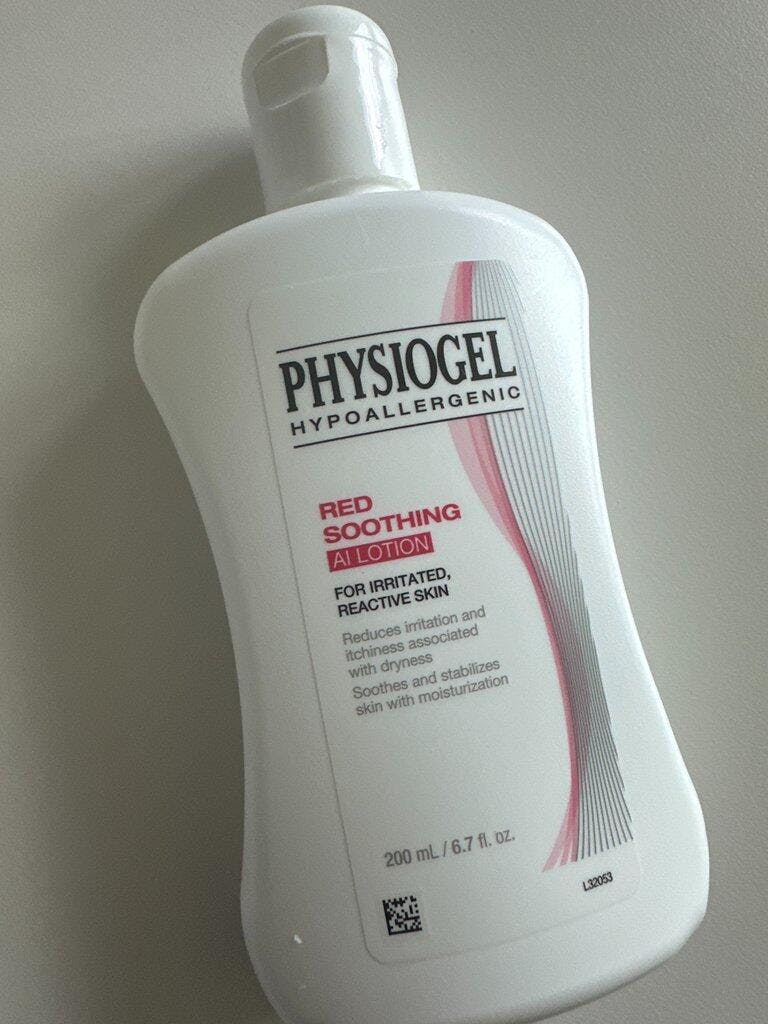 PHYSIOGEL
HYPOALLERGENIC
RED
SOOTHING
AI LOTION
FOR IRRITATED,
REACTIVE SKIN
Reduces irritation and
itchiness associated
with dryness
Soothes and stabilizes
skin with moisturization
200 mL / 6.7 fl. oz.
L32053